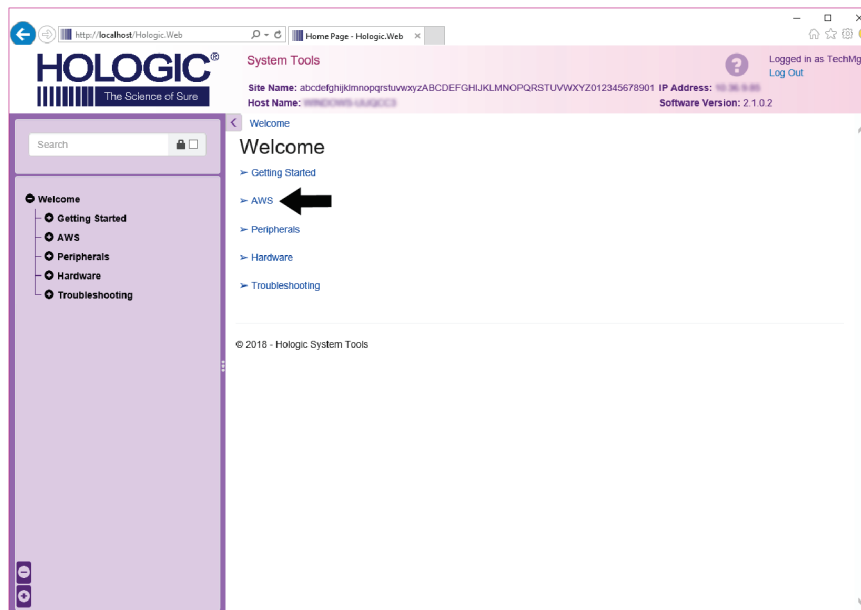 http://localhost/Hologic.Web
Home Page - Hologic.Web
HOLOGIC®
The Science of Sure
System Tools
Logged in as TechMg
Log Out
Site Name: abcdefghijklmnopqrstuvwxyzABCDEFGHIJKLMNOPQRSTUVWXYZ012345678901 IP Address:
Host Name: Software Version: 2.1.0.2
Search
Welcome
Getting Started
AWS
Peripherals
Hardware
Troubleshooting
Welcome
Welcome
➢ Getting Started
➢ AWS
➢ Peripherals
➢ Hardware
➢ Troubleshooting
© 2018 - Hologic System Tools